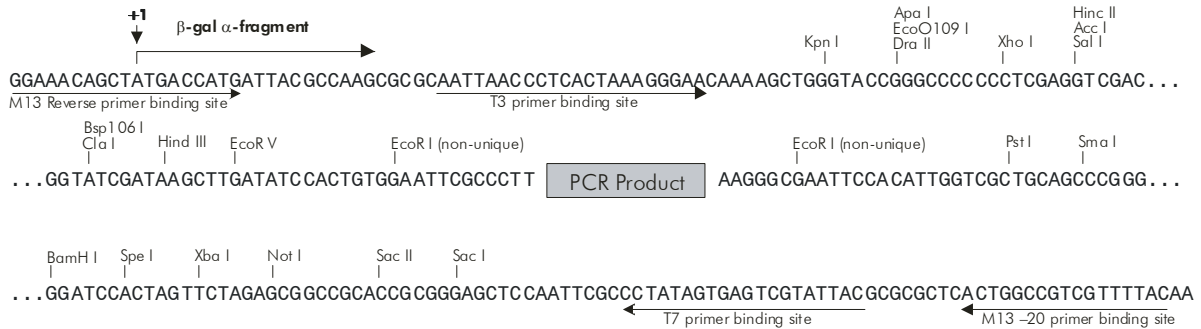 +1
β-gal α-fragment
Apa I
EcoO109 I
Dra II
Hinc II
Acc I
Sal I
Kpn I
Xho I
GGAAACAGCTATGACCATGATTACGCCAAGCGCGCAATTAACCCTCACTAAAGGGAACAAAAGCTGGGTACCGGGCCCCCCCTCGAGGTCGAC...
M13 Reverse primer binding site
T3 primer binding site
Bsp106 I
Cla I
Hind III
EcoR V
EcoR I (non-unique)
EcoR I (non-unique)
Pst I
Sma I
...GGTATCGATAAGCTTGATATCCACTGTGGAATTCGCCCTT PCR Product AAGGGCGAATTCCACATTGGTCGCTGCAGCCCGGG...
BamH I
Spe I
Xba I
Not I
Sac II
Sac I
...GGATCCACTAGTTCTAGAGCGGCCGCACCGCGGGAGCTCCAATTCGCCCTATAGTGAGTCGTATTACGCGCGCTCACTGGCCGTCGTTTTACAA
T7 primer binding site
M13 –20 primer binding site